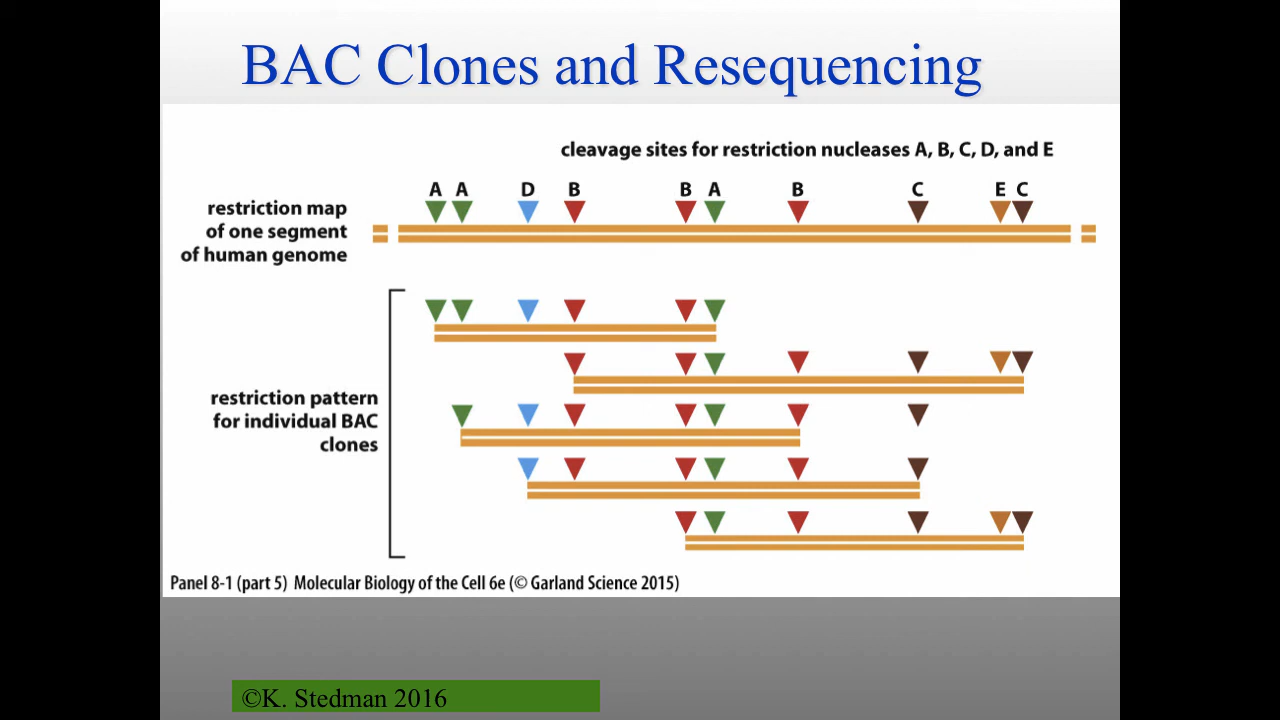 BAC Clones and Resequencing
cleavage sites for restriction nucleases A, B, C, D, and E
A A D B B A B C E C
restriction map
of one segment
of human genome
restriction pattern
for individual BAC
clones
Panel 8-1 (part 5) Molecular Biology of the Cell 6e (© Garland Science 2015)
©K. Stedman 2016